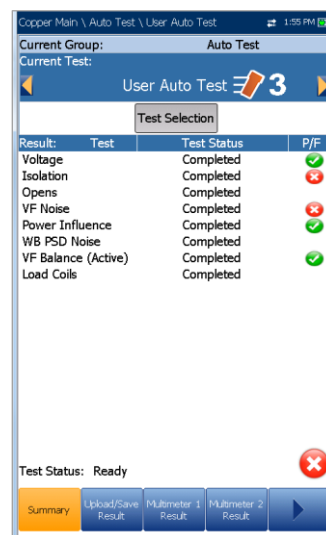 Copper Main \ Auto Test \ User Auto Test 1:55 PM
Current Group: Auto Test
Current Test:
User Auto Test 3
Test Selection
Result: Test Test Status P/F
Voltage Completed
Isolation Completed
Opens Completed
VF Noise Completed
Power Influence Completed
WB PSD Noise Completed
VF Balance (Active) Completed
Load Coils Completed
Test Status: Ready
Summary
Upload/Save
Result
Multimeter 1
Result
Multimeter 2
Result